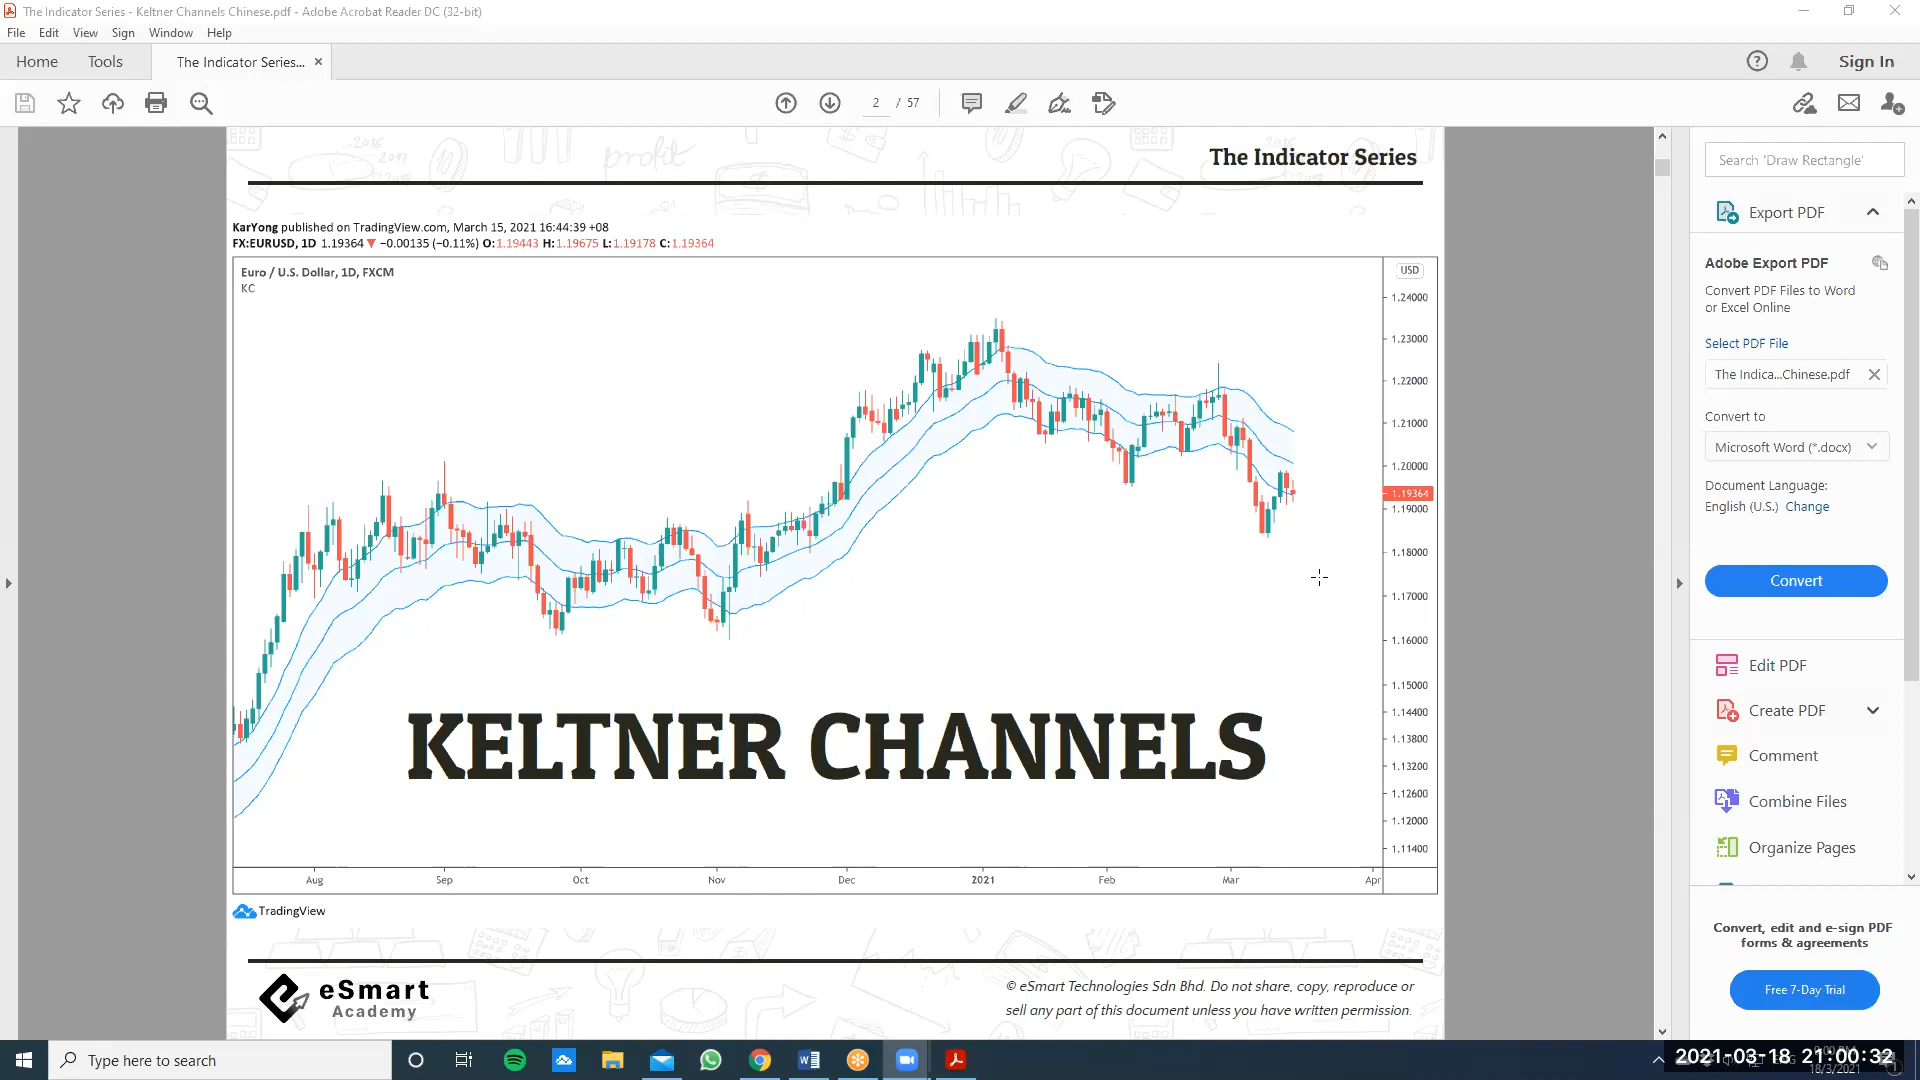 The Indicator Series - Keltner Channels Chinese.pdf - Adobe Acrobat Reader DC (32-bit)
File Edit View Sign Window Help
Home Tools The Indicator Series... ×
Sign In
2 / 57
The Indicator Series
KarYong published on TradingView.com, March 15, 2021 16:44:39 +08
FX:EURUSD, 1D 1.19364 ▼ −0.00135 (−0.11%) O:1.19443 H:1.19675 L:1.19178 C:1.19364
Euro / U.S. Dollar, 1D, FXCM
KC
USD
1.24000
1.23000
1.22000
1.21000
1.20000
1.19364
1.19000
1.18000
1.17000
1.16000
1.15000
1.14400
1.13800
1.13200
1.12600
1.12000
1.11400
KELTNER CHANNELS
Aug Sep Oct Nov Dec 2021 Feb Mar Apr
TradingView
eSmart
Academy
© eSmart Technologies Sdn Bhd. Do not share, copy, reproduce or
sell any part of this document unless you have written permission.
Search 'Draw Rectangle'
Export PDF
Adobe Export PDF
Convert PDF Files to Word
or Excel Online
Select PDF File
The Indica...Chinese.pdf
Convert to
Microsoft Word (*.docx)
Document Language:
English (U.S.) Change
Convert
Edit PDF
Create PDF
Comment
Combine Files
Organize Pages
Convert, edit and e-sign PDF
forms & agreements
Free 7-Day Trial
Type here to search
2021-03-18 21:00:32
18/3/2021